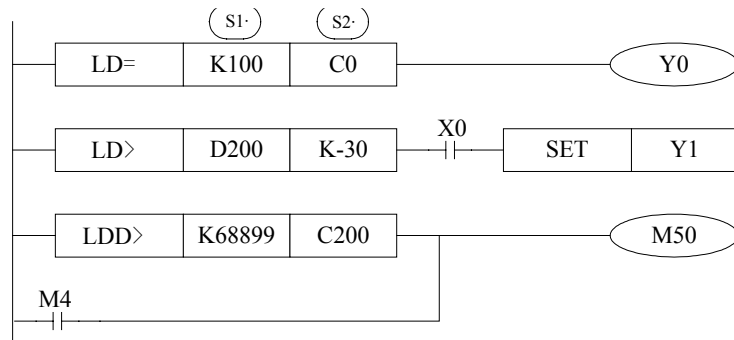 S1· S2·
LD= K100 C0 Y0
X0
LD> D200 K-30 SET Y1
LDD> K68899 C200 M50
M4